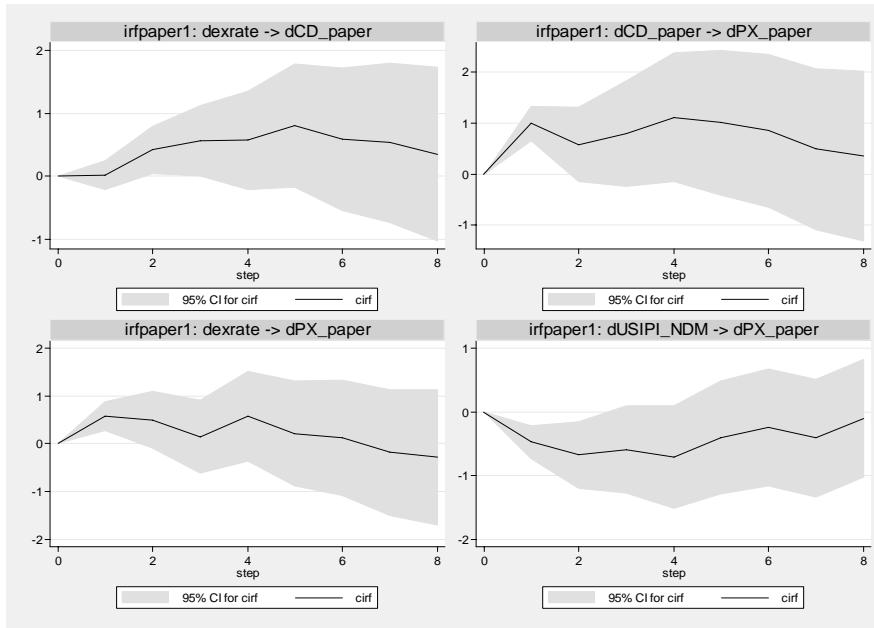 irfpaper1: dexrate -> dCD_paper
2
1
0
-1
0 2 4 6 8
step
95% CI for cirf cirf
irfpaper1: dCD_paper -> dPX_paper
2
1
0
-1
0 2 4 6 8
step
95% CI for cirf cirf
irfpaper1: dexrate -> dPX_paper
2
1
0
-1
-2
0 2 4 6 8
step
95% CI for cirf cirf
irfpaper1: dUSIPI_NDM -> dPX_paper
1
0
-1
-2
0 2 4 6 8
step
95% CI for cirf cirf